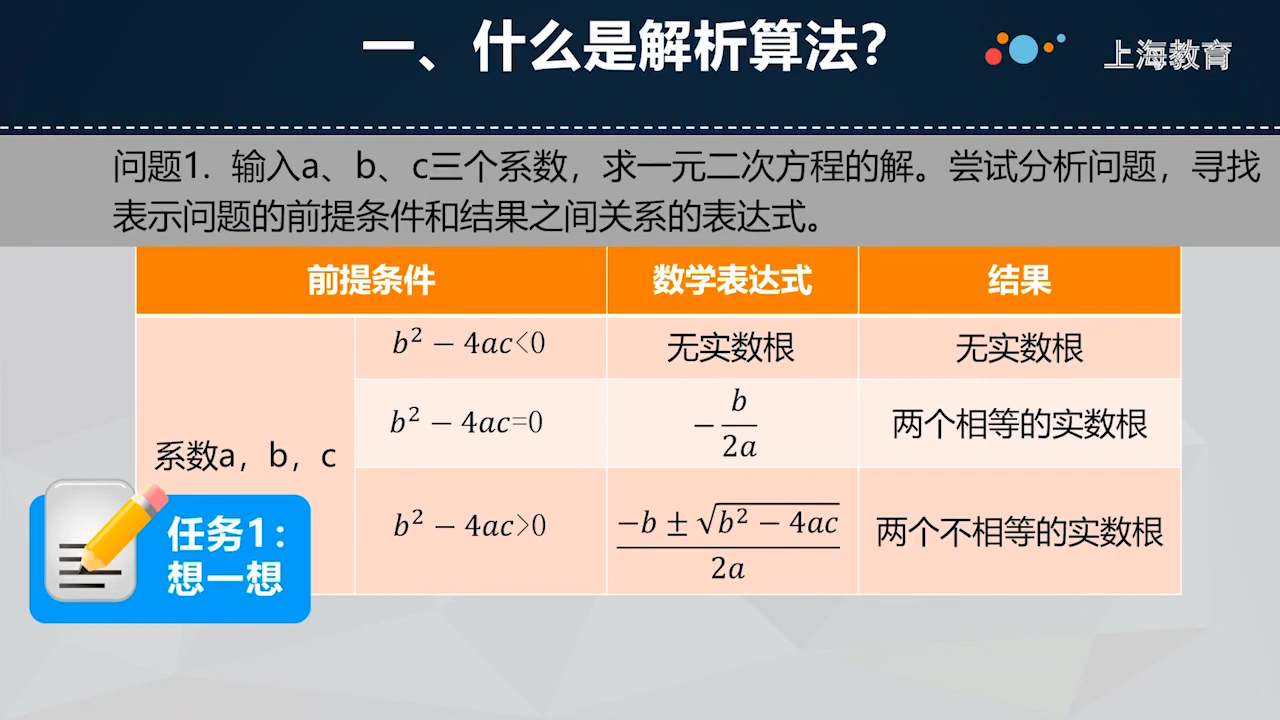 一、什么是解析算法?
上海教育
问题1. 输入a、b、c三个系数，求一元二次方程的解。尝试分析问题，寻找
表示问题的前提条件和结果之间关系的表达式。
前提条件 数学表达式 结果
b² − 4ac<0 无实数根 无实数根
b² − 4ac=0 −b/2a 两个相等的实数根
系数a，b，c
b² − 4ac>0 (−b ± √(b² − 4ac))/2a 两个不相等的实数根
任务1：
想一想